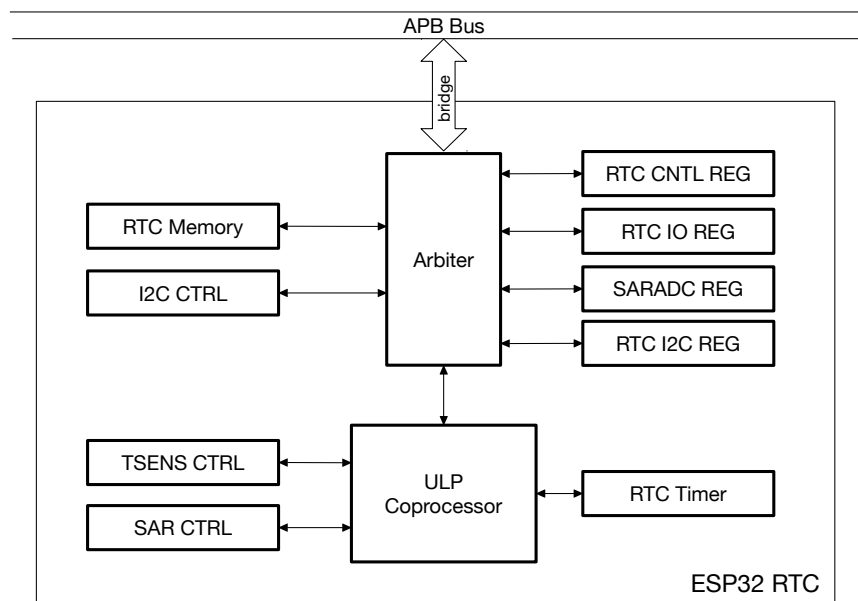 APB Bus
bridge
RTC CNTL REG
RTC Memory
RTC IO REG
Arbiter
I2C CTRL
SARADC REG
RTC I2C REG
TSENS CTRL
ULP
Coprocessor
RTC Timer
SAR CTRL
ESP32 RTC